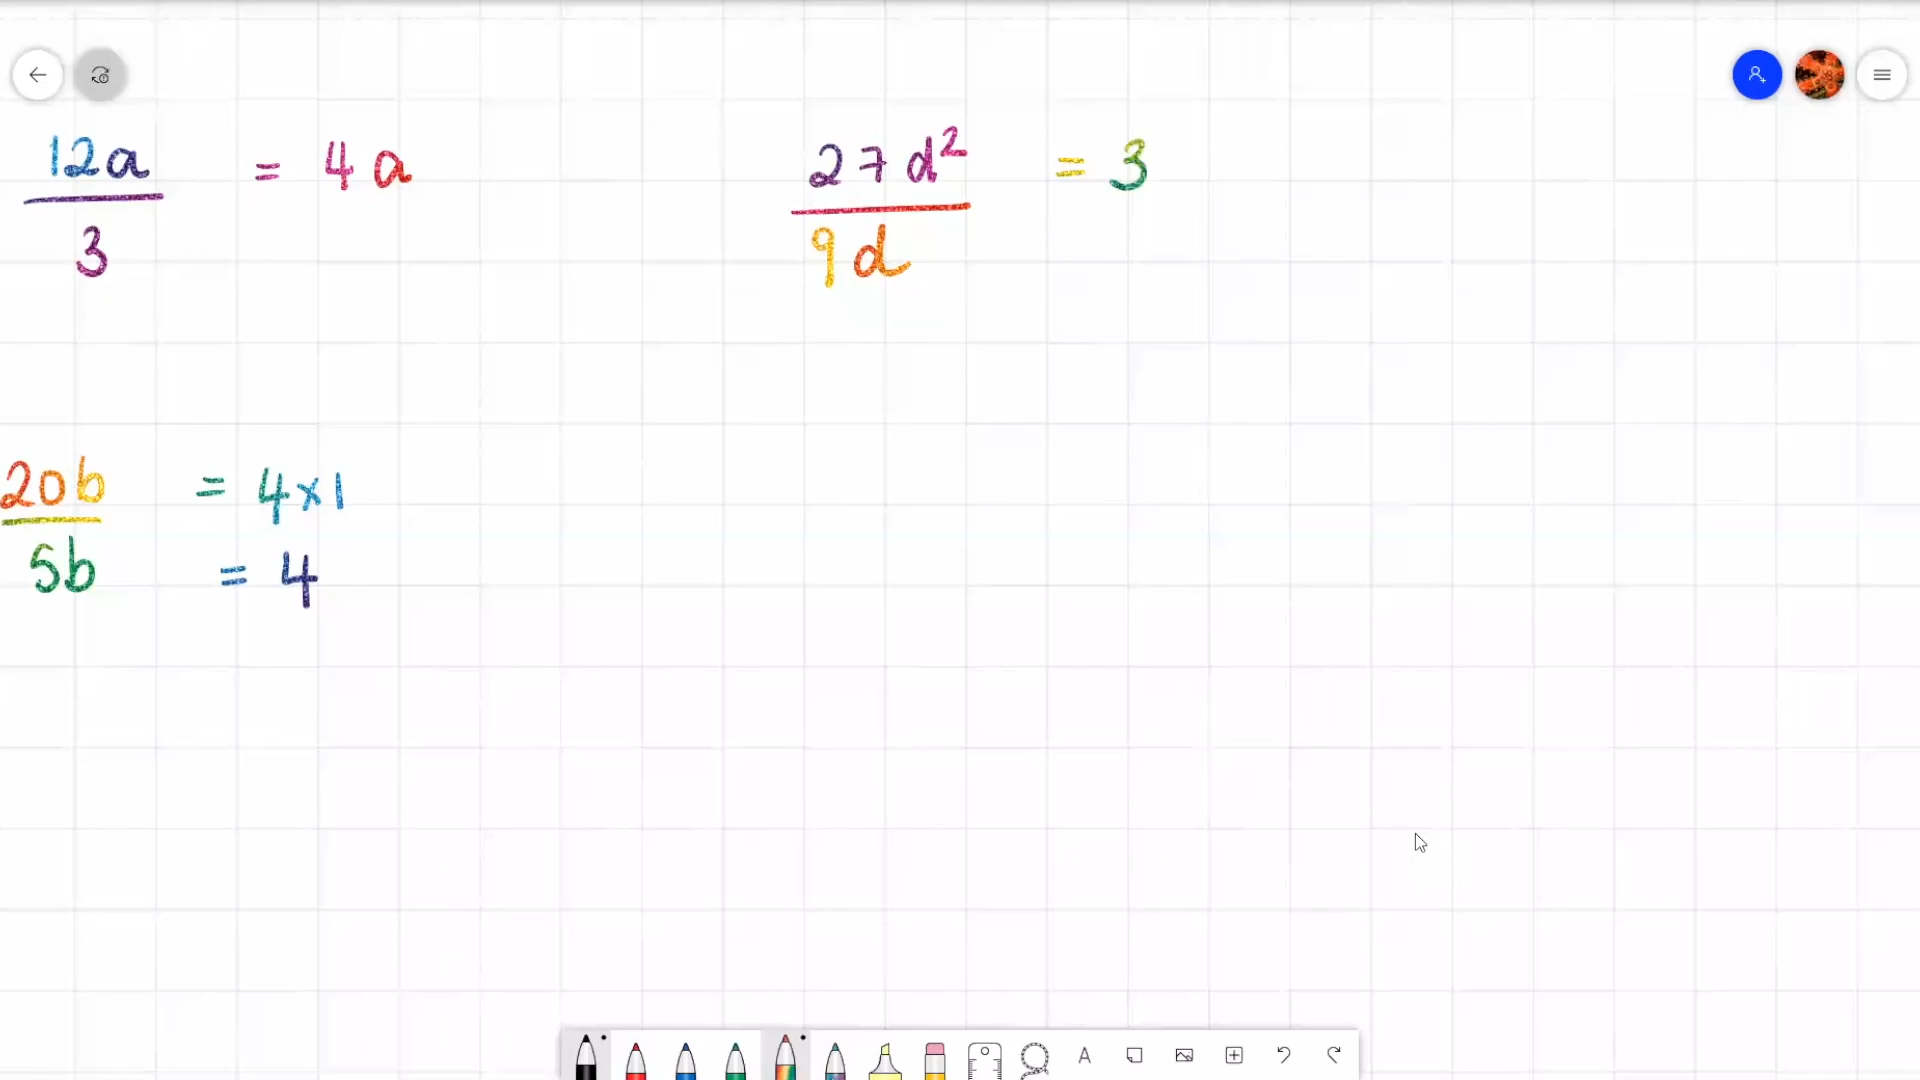 12a = 4a
3
27d² = 3
9d
20b = 4×1
5b = 4
A